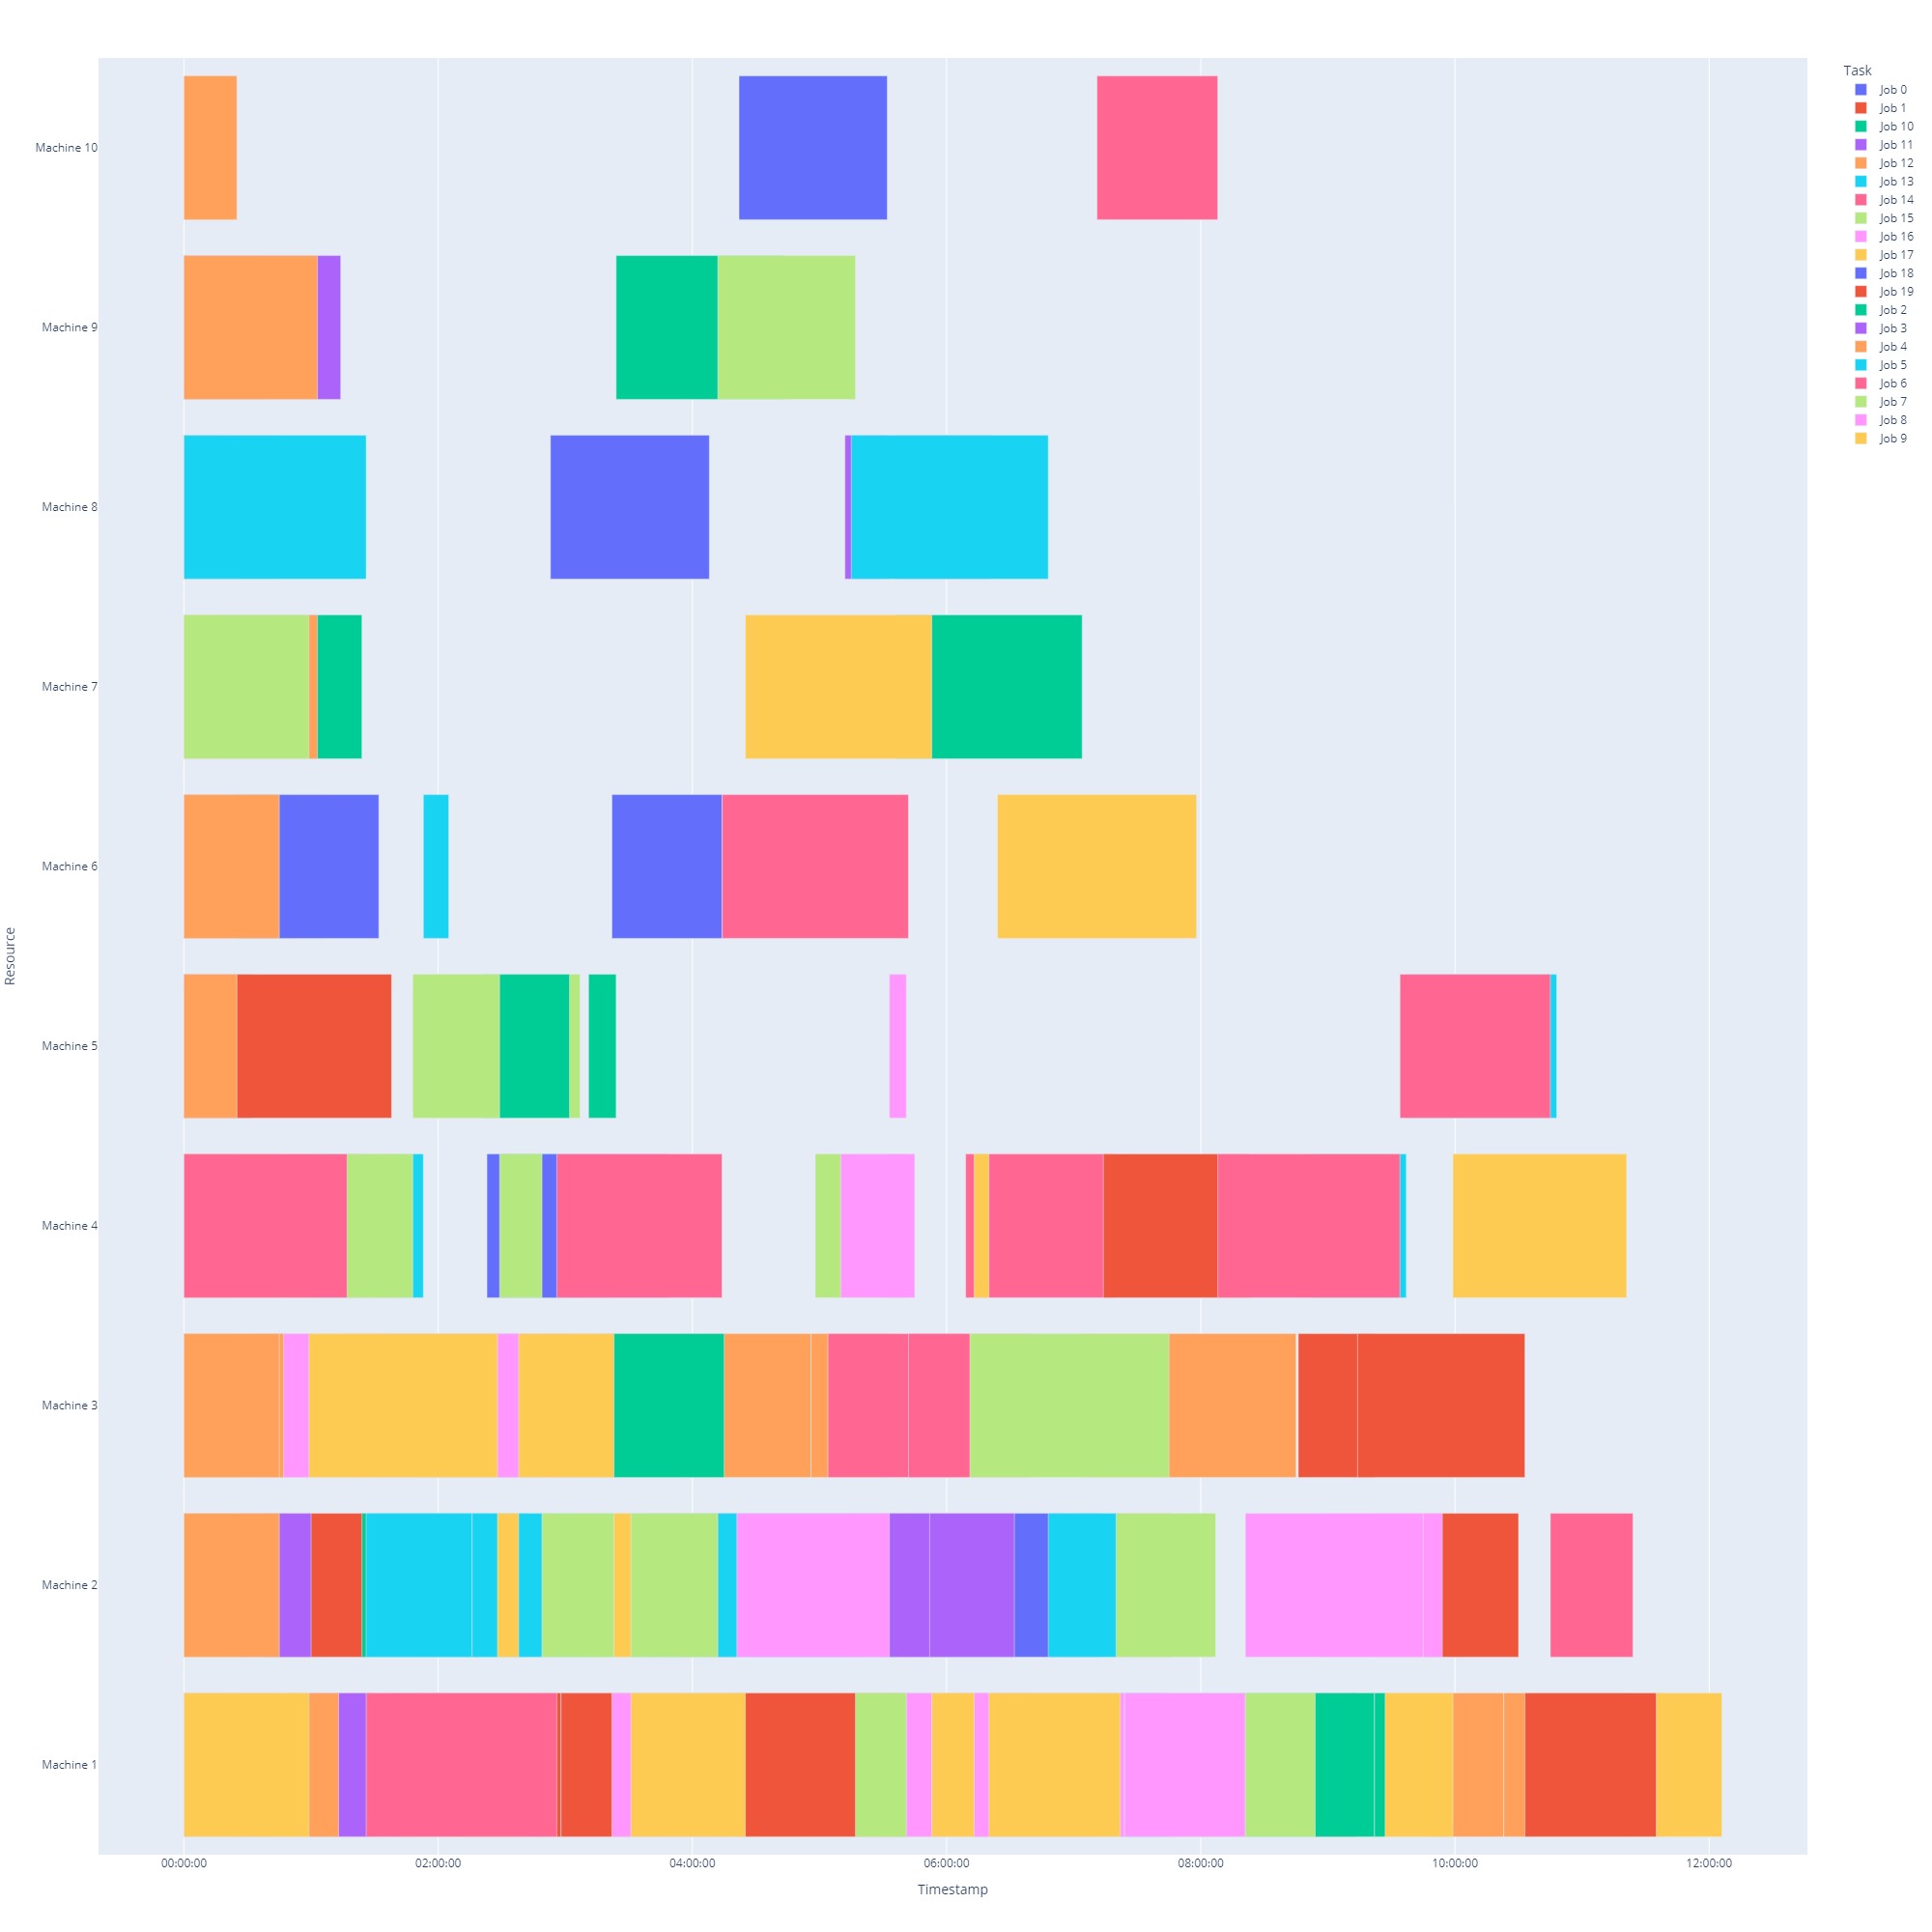 Task
Job 0
Job 1
Job 10
Job 11
Job 12
Job 13
Job 14
Job 15
Job 16
Job 17
Job 18
Job 19
Job 2
Job 3
Job 4
Job 5
Job 6
Job 7
Job 8
Job 9
Machine 10
Machine 9
Machine 8
Machine 7
Machine 6
Machine 5
Machine 4
Machine 3
Machine 2
Machine 1
Resource
00:00:00 02:00:00 04:00:00 06:00:00 08:00:00 10:00:00 12:00:00
Timestamp